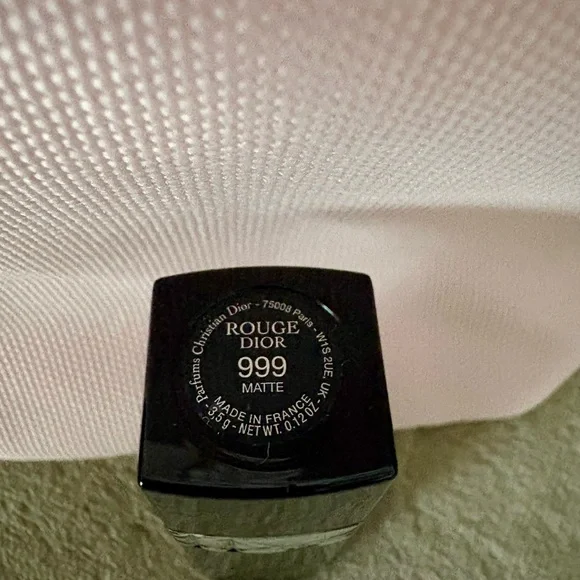 Parfums Christian Dior - 75008 Paris - W1S 2UE, UK -
ROUGE
DIOR
999
MATTE
MADE IN FRANCE
3,5 g - NET WT. 0.12 OZ -